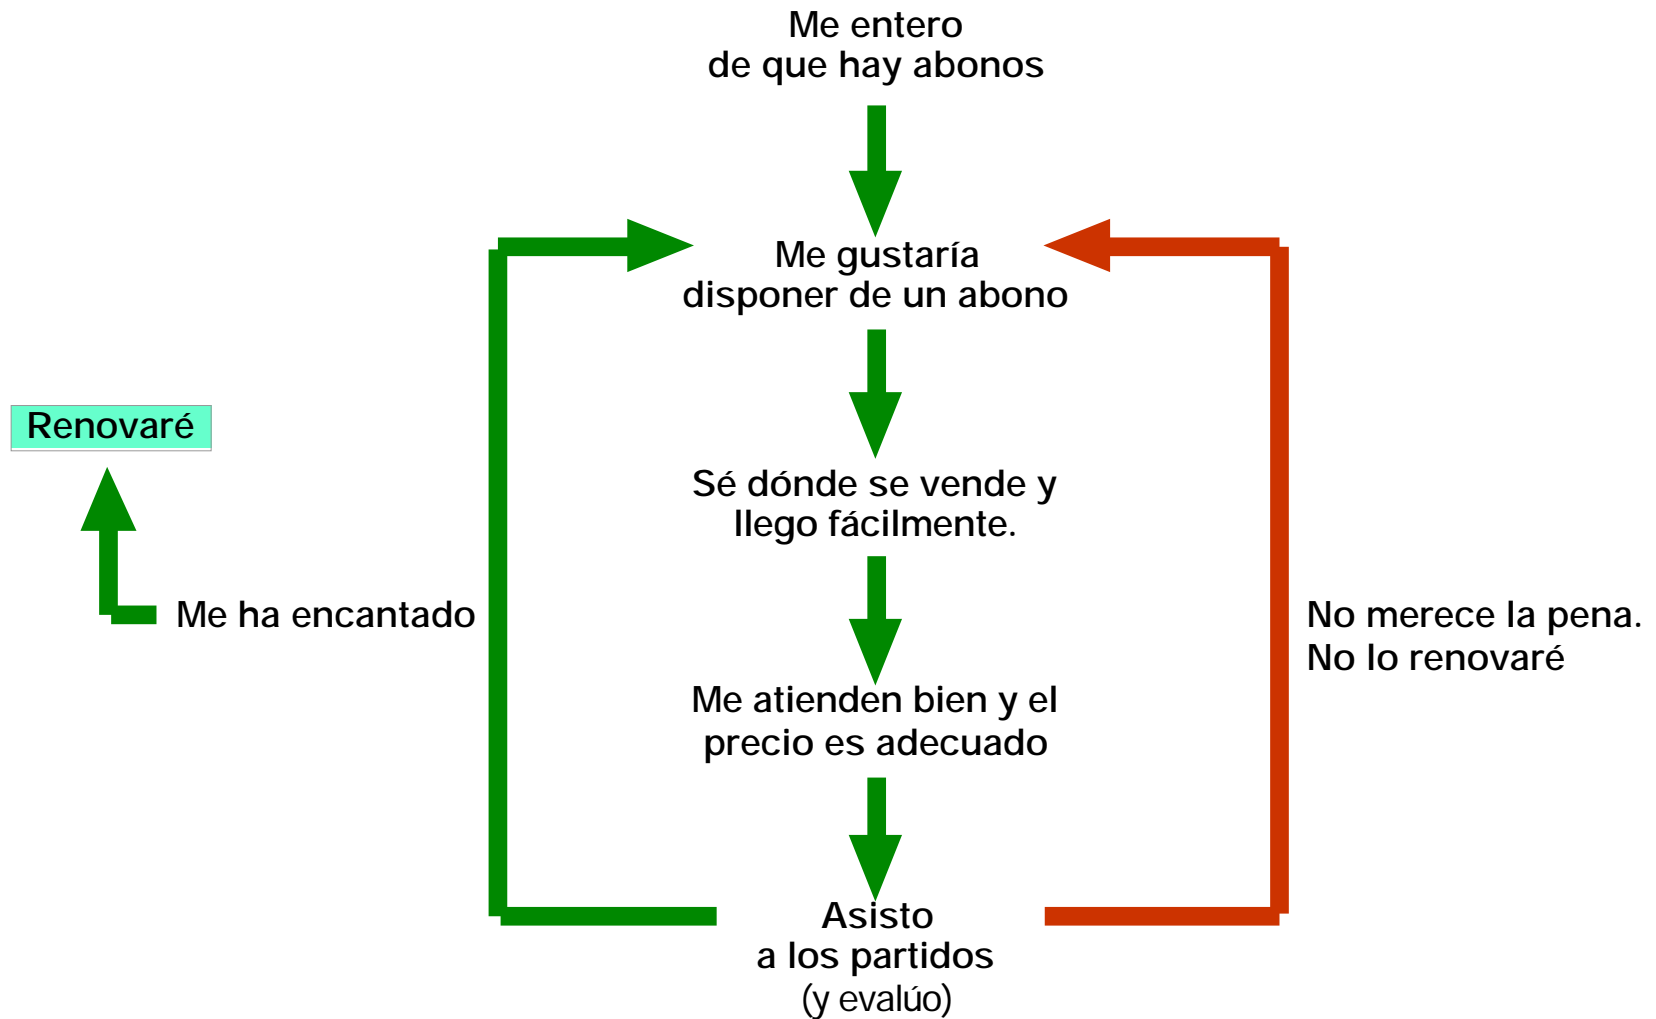 Me entero
de que hay abonos
Me gustaría
disponer de un abono
Renovaré
Sé dónde se vende y
llego fácilmente.
Me ha encantado
No merece la pena.
No lo renovaré
Me atienden bien y el
precio es adecuado
Asisto
a los partidos
(y evalúo)